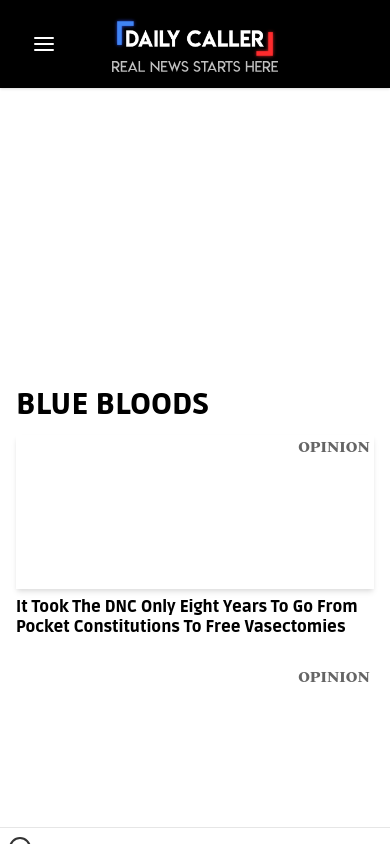 DAILY CALLER
REAL NEWS STARTS HERE
BLUE BLOODS
OPINION
It Took The DNC Only Eight Years To Go From
Pocket Constitutions To Free Vasectomies
OPINION